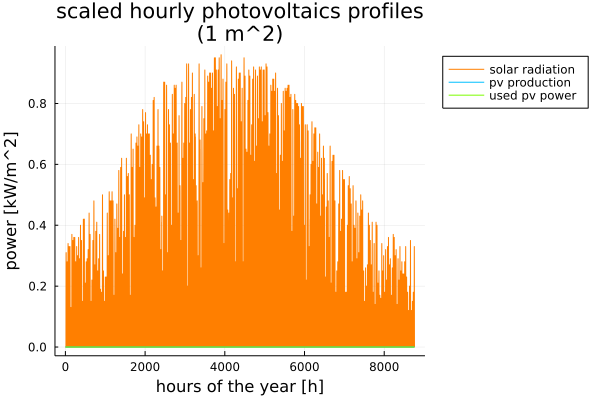 scaled hourly photovoltaics profiles
(1 m^2)
solar radiation
pv production
used pv power
power [kW/m^2]
0.8
0.6
0.4
0.2
0.0
0 2000 4000 6000 8000
hours of the year [h]